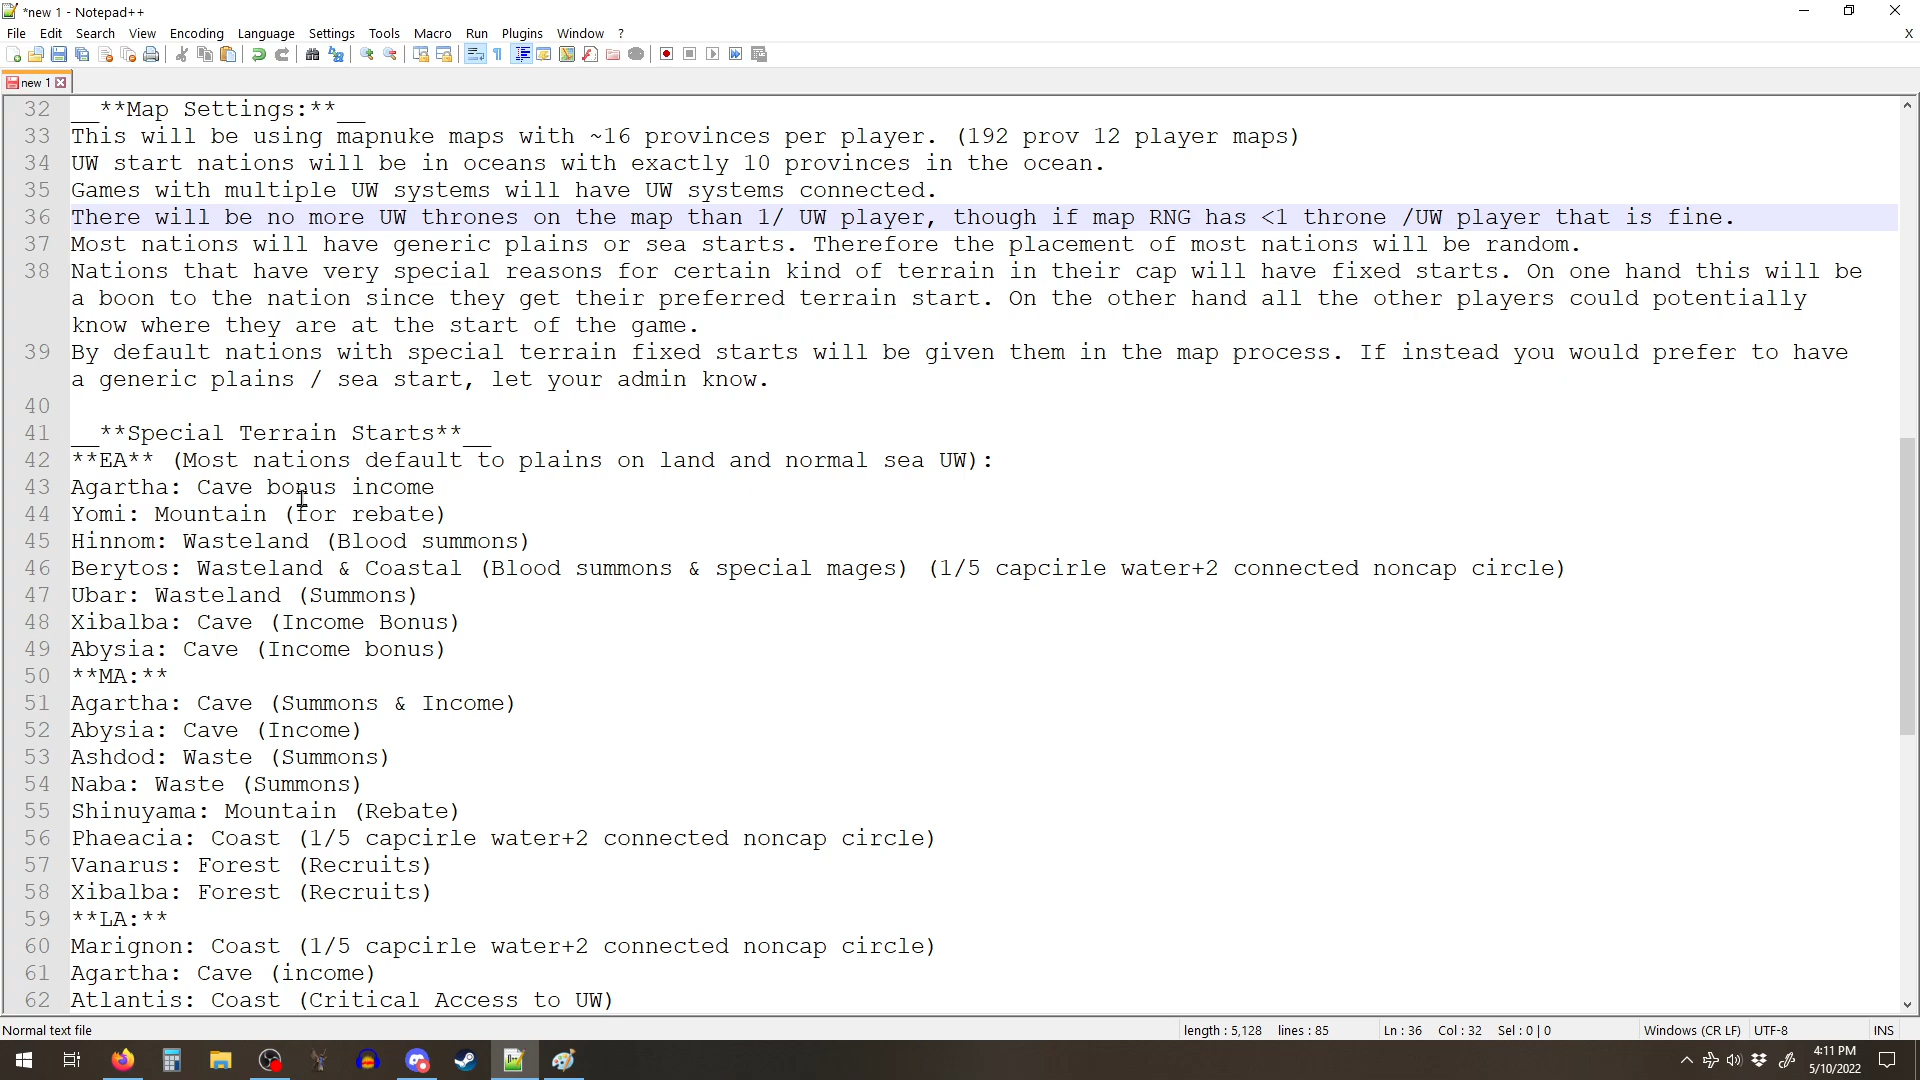 *new 1 - Notepad++
File Edit Search View Encoding Language Settings Tools Macro Run Plugins Window ? X
new 1
32 __**Map Settings:**__
33 This will be using mapnuke maps with ~16 provinces per player. (192 prov 12 player maps)
34 UW start nations will be in oceans with exactly 10 provinces in the ocean.
35 Games with multiple UW systems will have UW systems connected.
36 There will be no more UW thrones on the map than 1/ UW player, though if map RNG has <1 throne /UW player that is fine.
37 Most nations will have generic plains or sea starts. Therefore the placement of most nations will be random.
38 Nations that have very special reasons for certain kind of terrain in their cap will have fixed starts. On one hand this will be
a boon to the nation since they get their preferred terrain start. On the other hand all the other players could potentially
know where they are at the start of the game.
39 By default nations with special terrain fixed starts will be given them in the map process. If instead you would prefer to have
a generic plains / sea start, let your admin know.
40
41 __**Special Terrain Starts**__
42 **EA** (Most nations default to plains on land and normal sea UW):
43 Agartha: Cave bonus income
44 Yomi: Mountain (for rebate)
45 Hinnom: Wasteland (Blood summons)
46 Berytos: Wasteland & Coastal (Blood summons & special mages) (1/5 capcirle water+2 connected noncap circle)
47 Ubar: Wasteland (Summons)
48 Xibalba: Cave (Income Bonus)
49 Abysia: Cave (Income bonus)
50 **MA:**
51 Agartha: Cave (Summons & Income)
52 Abysia: Cave (Income)
53 Ashdod: Waste (Summons)
54 Naba: Waste (Summons)
55 Shinuyama: Mountain (Rebate)
56 Phaeacia: Coast (1/5 capcirle water+2 connected noncap circle)
57 Vanarus: Forest (Recruits)
58 Xibalba: Forest (Recruits)
59 **LA:**
60 Marignon: Coast (1/5 capcirle water+2 connected noncap circle)
61 Agartha: Cave (income)
62 Atlantis: Coast (Critical Access to UW)
Normal text file length : 5,128 lines : 85 Ln : 36 Col : 32 Sel : 0 | 0 Windows (CR LF) UTF-8 INS
4:11 PM
5/10/2022